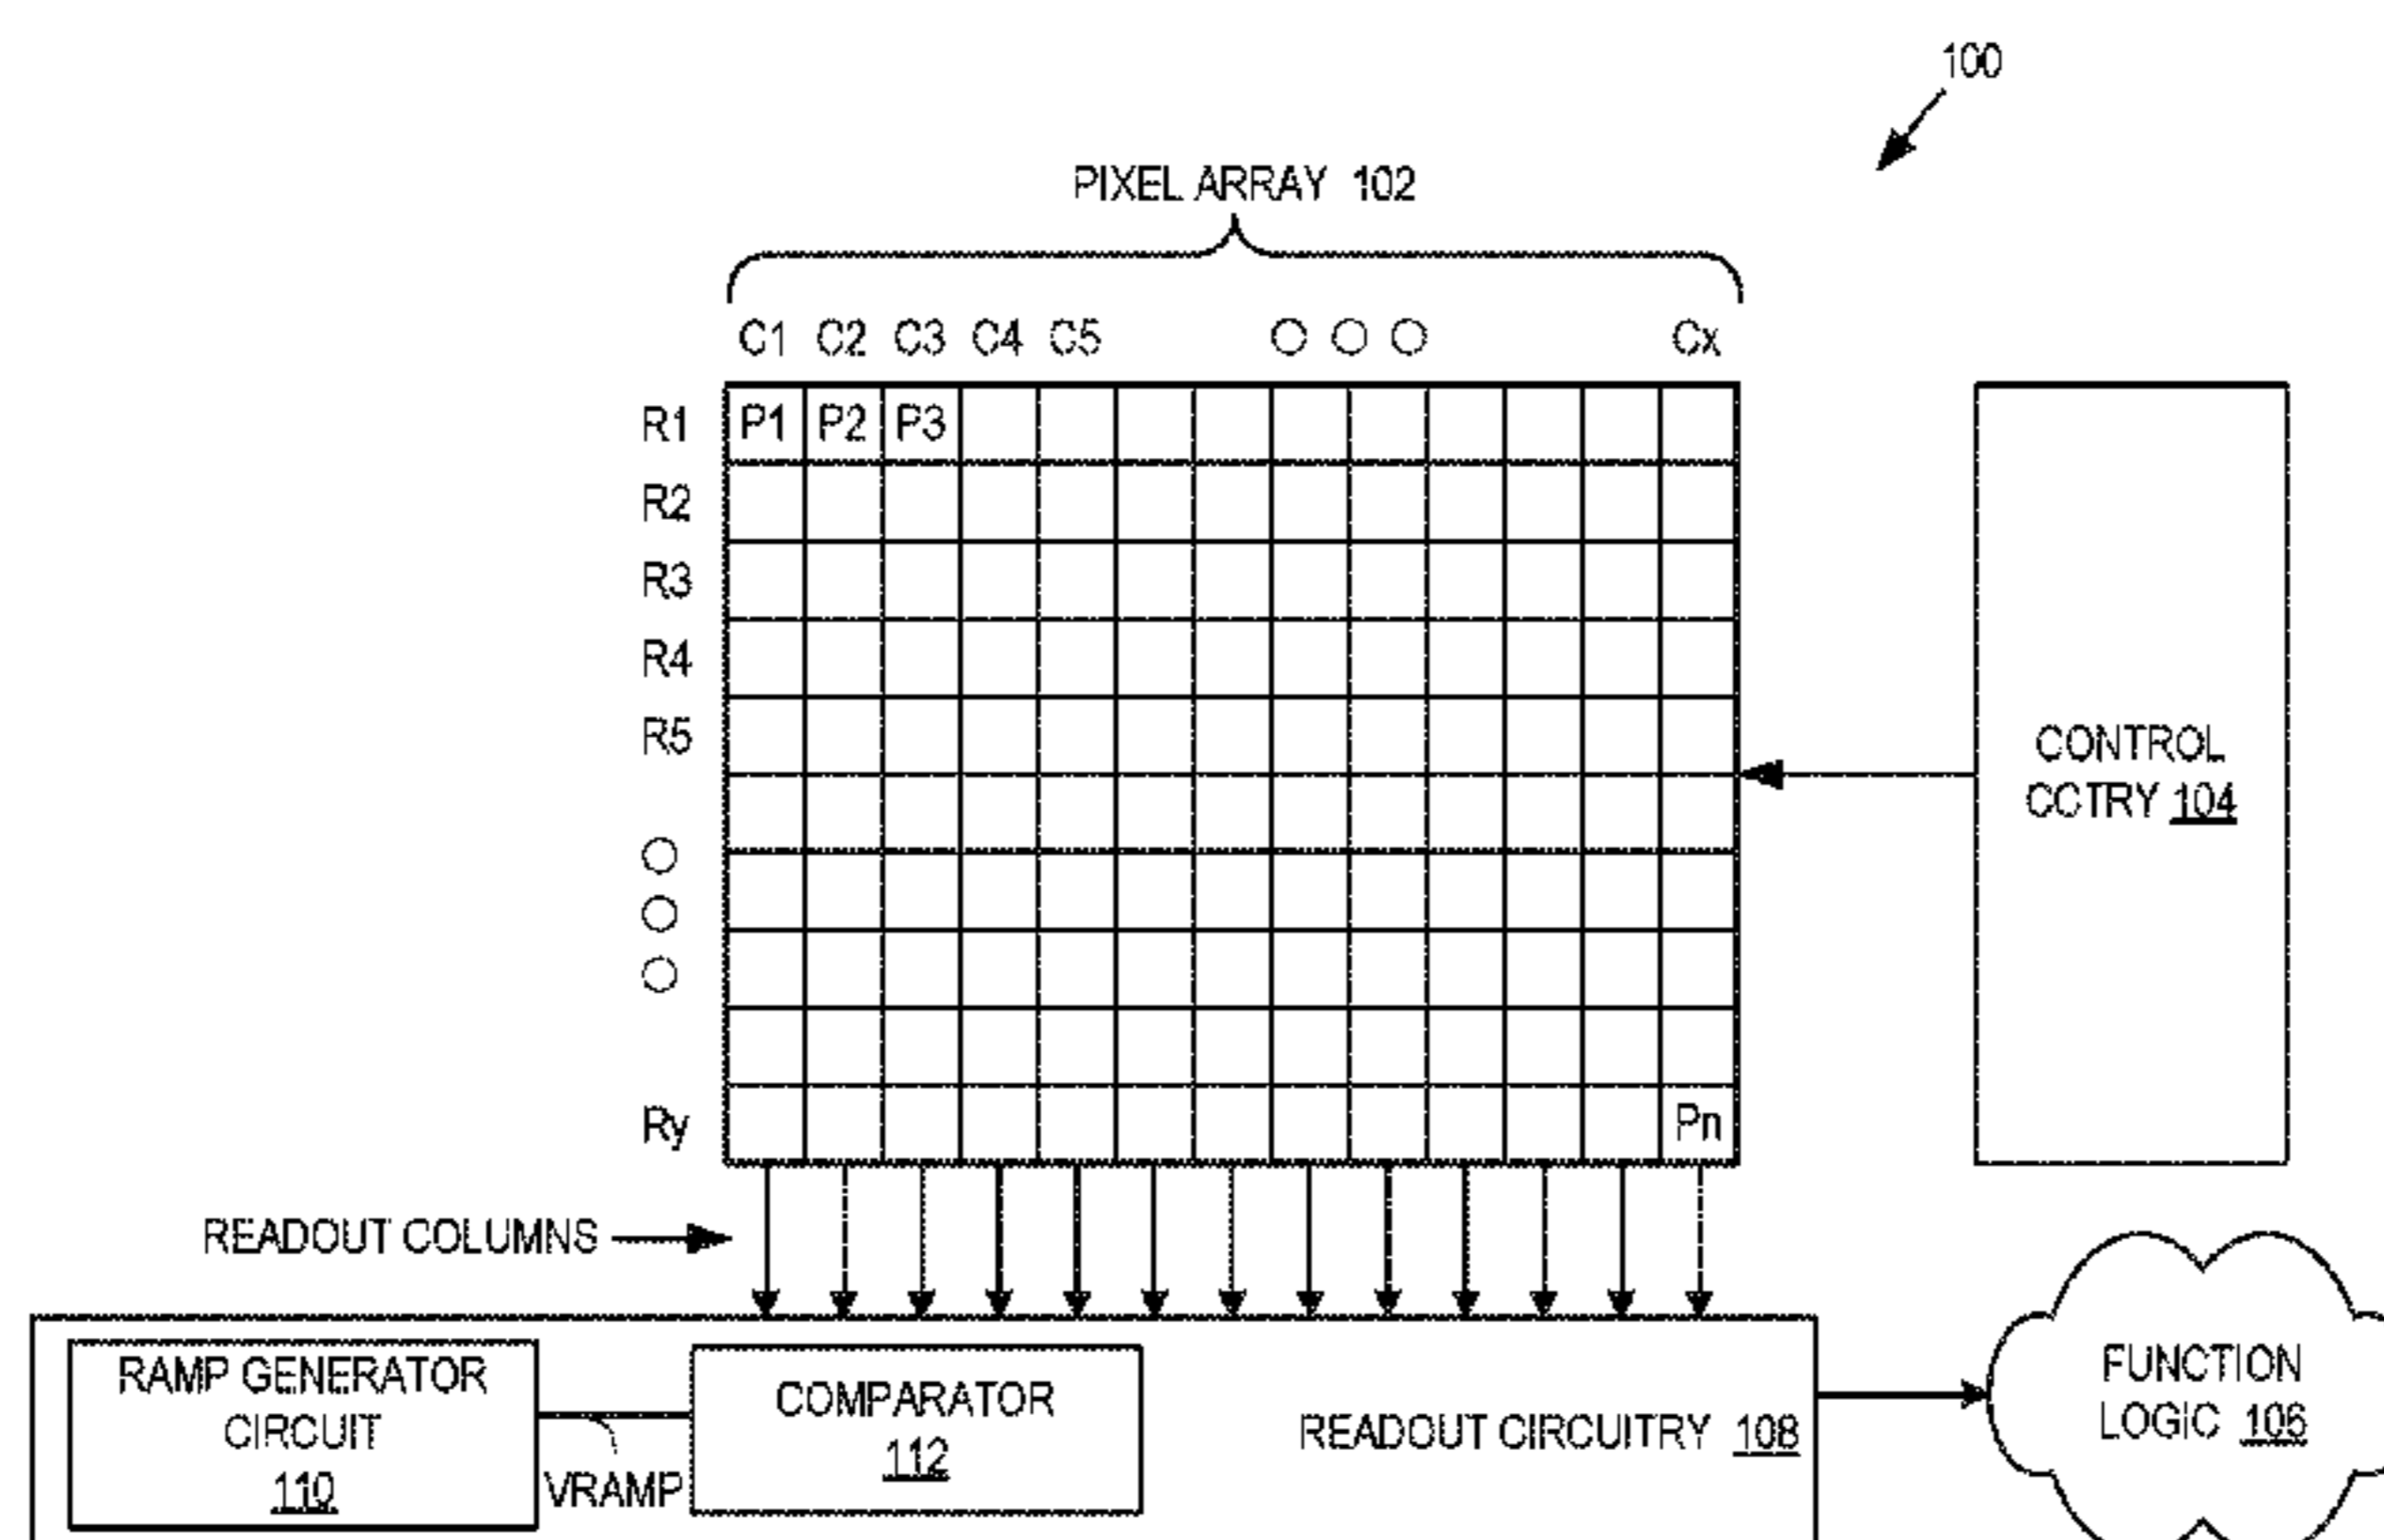 100
PIXEL ARRAY 102
C1 C2 C3 C4 C5 Cx
R1 P1 P2 P3
R2
R3
R4
R5
CONTROL
CCTRY 104
Ry Pn
READOUT COLUMNS
RAMP GENERATOR
CIRCUIT
110
VRAMP
COMPARATOR
112
READOUT CIRCUITRY 108
FUNCTION
LOGIC 106